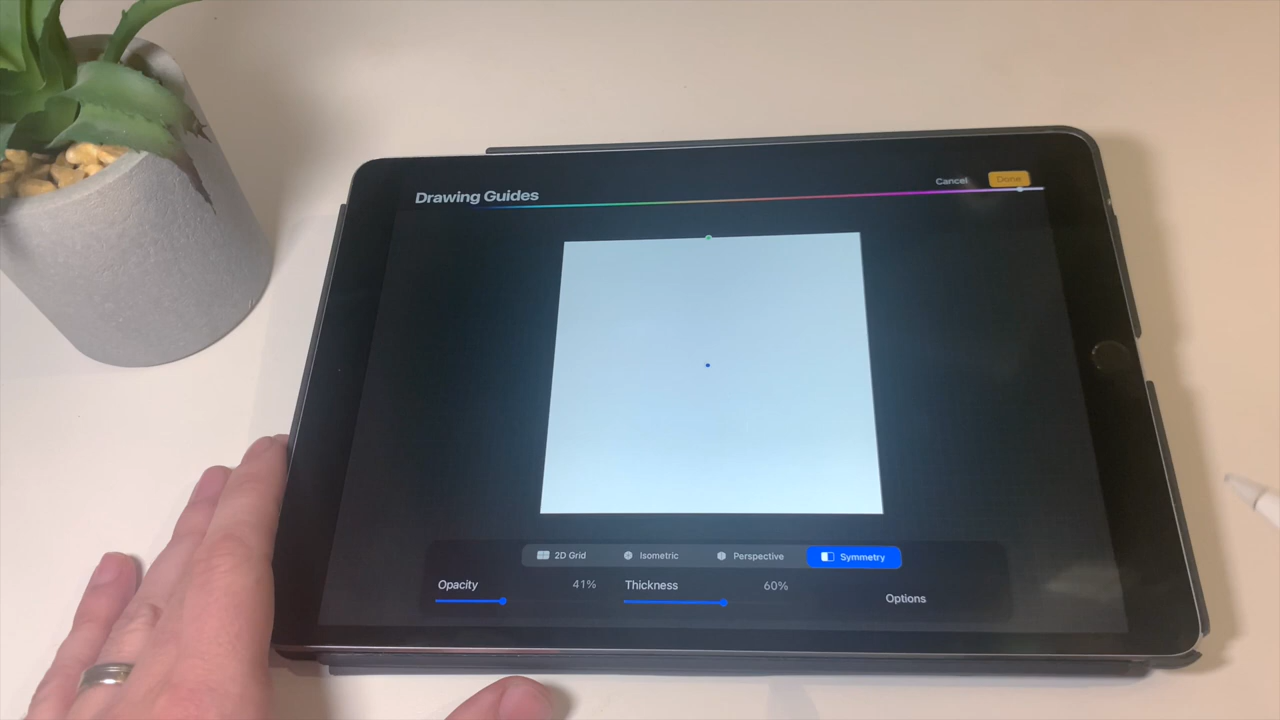 Drawing Guides
Cancel
Done
2D Grid
Isometric
Perspective
Symmetry
Opacity
41%
Thickness
60%
Options